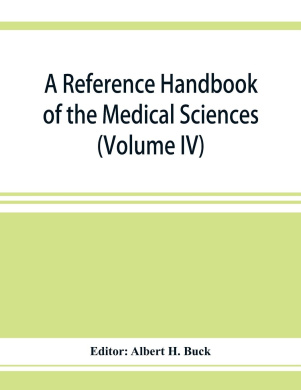 A Reference Handbook
of the Medical Sciences
(Volume IV)
Editor: Albert H. Buck